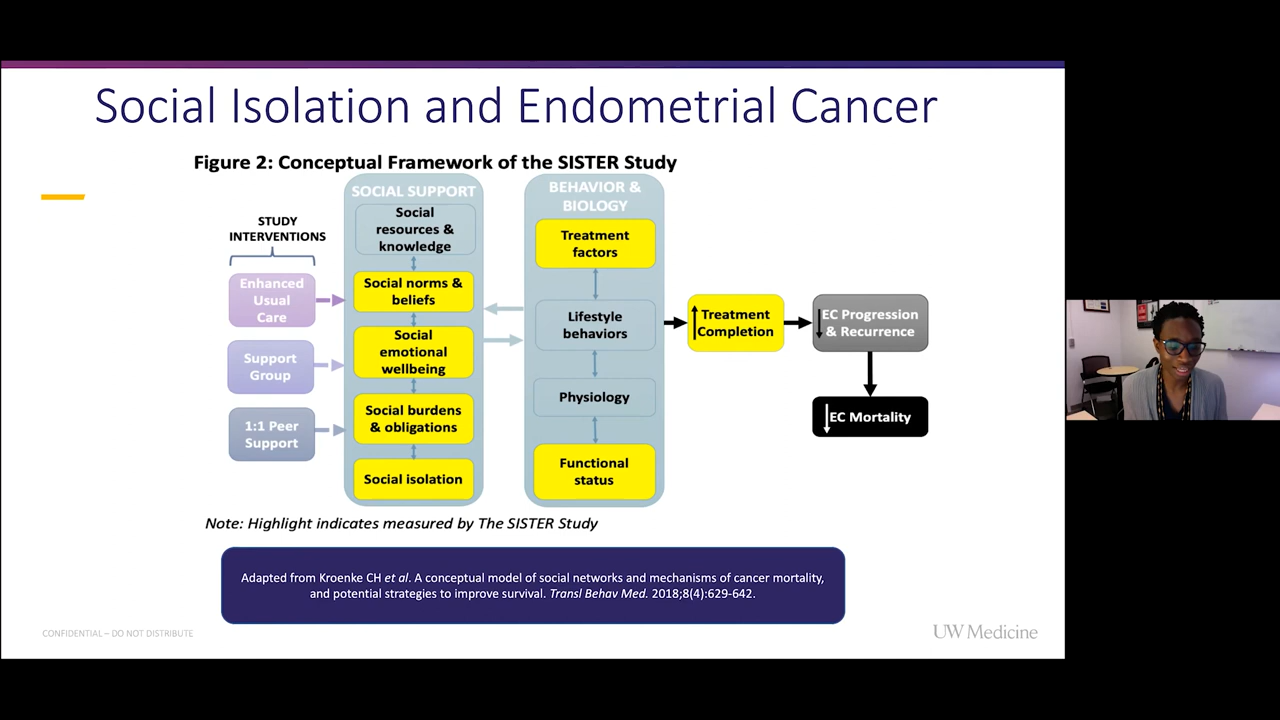 Social Isolation and Endometrial Cancer
Figure 2: Conceptual Framework of the SISTER Study
STUDY
INTERVENTIONS
Enhanced
Usual
Care
Support
Group
1:1 Peer
Support
SOCIAL SUPPORT
Social
resources &
knowledge
Social norms &
beliefs
Social
emotional
wellbeing
Social burdens
& obligations
Social isolation
BEHAVIOR &
BIOLOGY
Treatment
factors
Lifestyle
behaviors
Physiology
Functional
status
Treatment
Completion
EC Progression
& Recurrence
EC Mortality
Note: Highlight indicates measured by The SISTER Study
Adapted from Kroenke CH et al. A conceptual model of social networks and mechanisms of cancer mortality,
and potential strategies to improve survival. Transl Behav Med. 2018;8(4):629-642.
CONFIDENTIAL – DO NOT DISTRIBUTE
UW Medicine